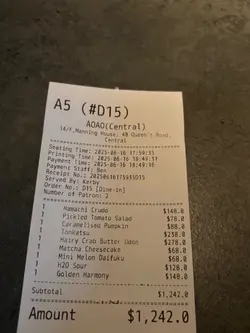 A5 (#D15)
AOAO(Central)
14/F,Manning House, 48 Queen's Road,
Central
Seating Time: 2025-06-16 17:59:35
Printing Time: 2025-06-16 18:49:17
Payment Time: 2025-06-16 18:49:16
Payment Staff: Ben
Receipt No.: 20250616175935D15
Served By: Kerby
Order No.: D15 [Dine-in]
Number of Patron: 2
1 Hamachi Crudo $148.0
1 Pickled Tomato Salad $78.0
1 Caramelised Pumpkin $88.0
1 Tonkatsu $258.0
1 Hairy Crab Butter Udon $278.0
1 Matcha Cheesecake $68.0
1 Mini Melon Daifuku $68.0
1 H2O Sour $128.0
1 Golden Harmony $148.0
Subtotal $1,242.0
Amount $1,242.0